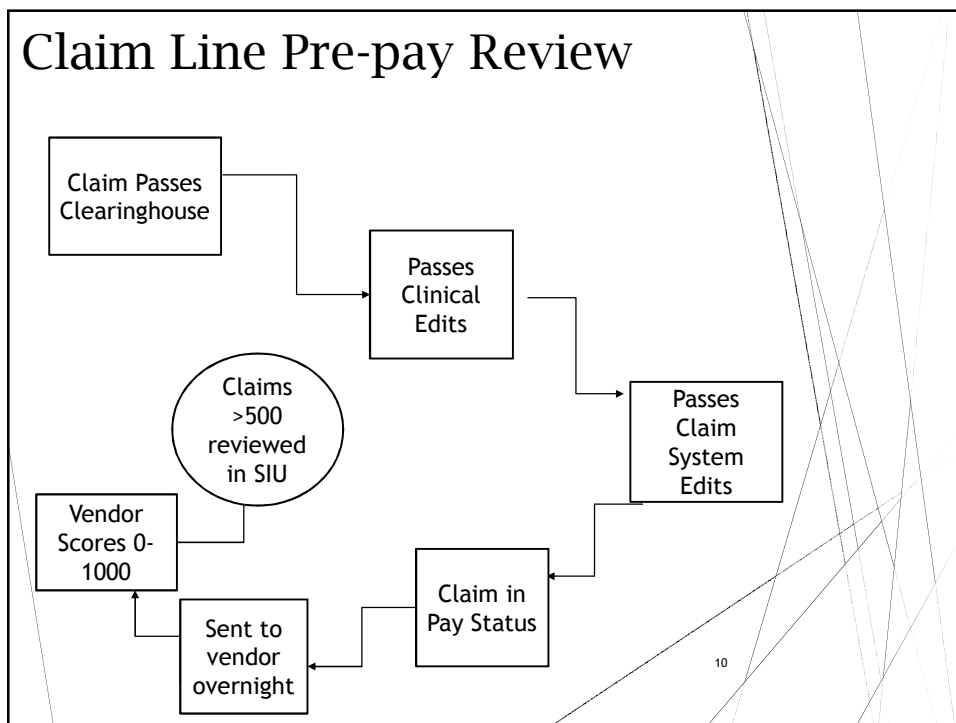 Claim Line Pre-pay Review
Claim Passes
Clearinghouse
Passes
Clinical
Edits
Passes
Claim
System
Edits
Claim in
Pay Status
Sent to
vendor
overnight
Vendor
Scores 0-
1000
Claims
>500
reviewed
in SIU
10